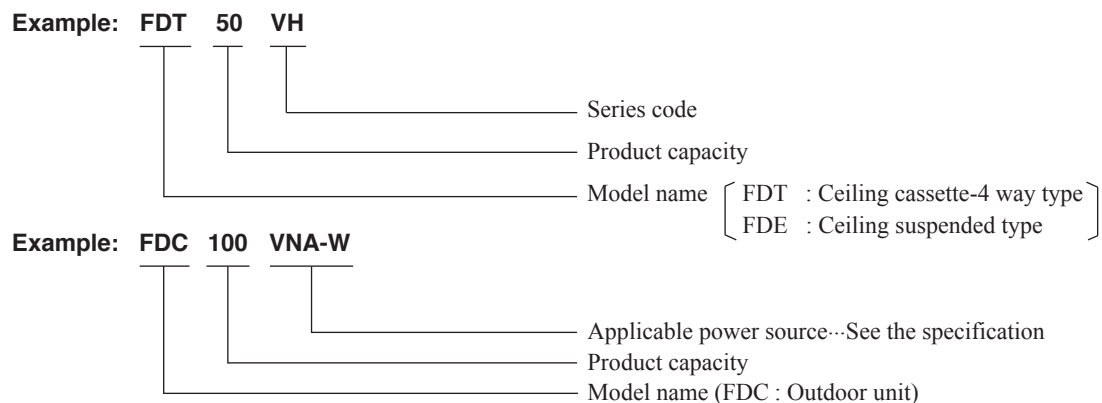 Example: FDT 50 VH
Series code
Product capacity
Model name FDT : Ceiling cassette-4 way type
FDE : Ceiling suspended type
Example: FDC 100 VNA-W
Applicable power source···See the specification
Product capacity
Model name (FDC : Outdoor unit)